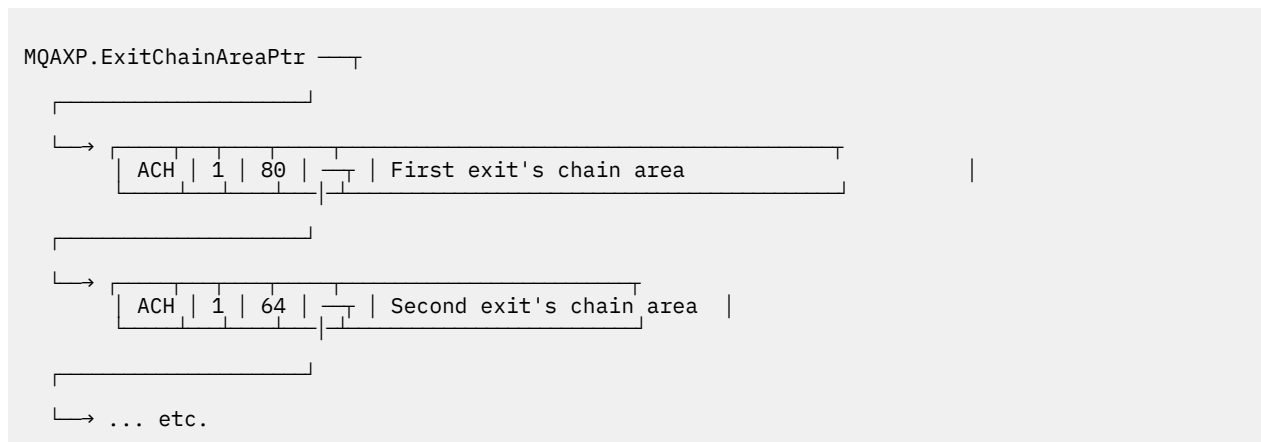 MQAXP.ExitChainAreaPtr
ACH | 1 | 80 | | First exit's chain area |
ACH | 1 | 64 | | Second exit's chain area |
... etc.